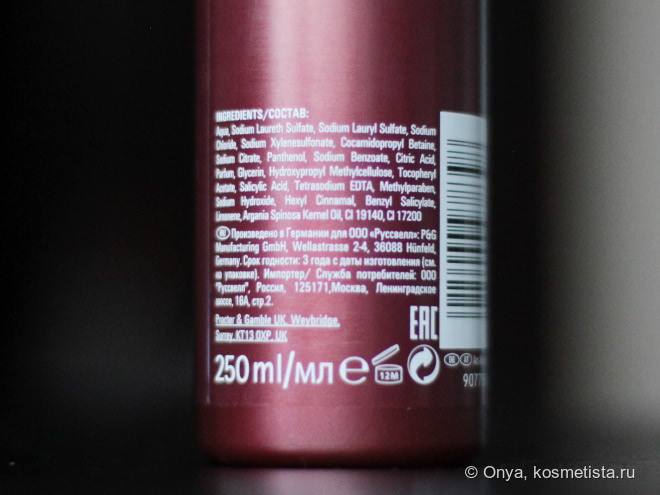 INGREDIENTS/СОСТАВ:
Aqua, Sodium Laureth Sulfate, Sodium Lauryl Sulfate, Sodium
Chloride, Sodium Xylenesulfonate, Cocamidopropyl Betaine,
Sodium Citrate, Panthenol, Sodium Benzoate, Citric Acid,
Parfum, Glycerin, Hydroxypropyl Methylcellulose, Tocopheryl
Acetate, Salicylic Acid, Tetrasodium EDTA, Methylparaben,
Sodium Hydroxide, Hexyl Cinnamal, Benzyl Salicylate,
Limonene, Argania Spinosa Kernel Oil, CI 19140, CI 17200
Произведено в Германии для ООО «Руссвелл»: P&G
Manufacturing GmbH, Wellastrasse 2-4, 36088 Hünfeld,
Germany. Срок годности: 3 года с даты изготовления (см.
на упаковке). Импортер/ Служба потребителей: ООО
"Руссвелл", Россия, 125171,Москва, Ленинградское
шоссе, 16А, стр.2.
Procter & Gamble UK, Weybridge,
Surrey, KT13 0XP, UK
EAC
250 ml/мл e 12M
9077
© Onya, kosmetista.ru